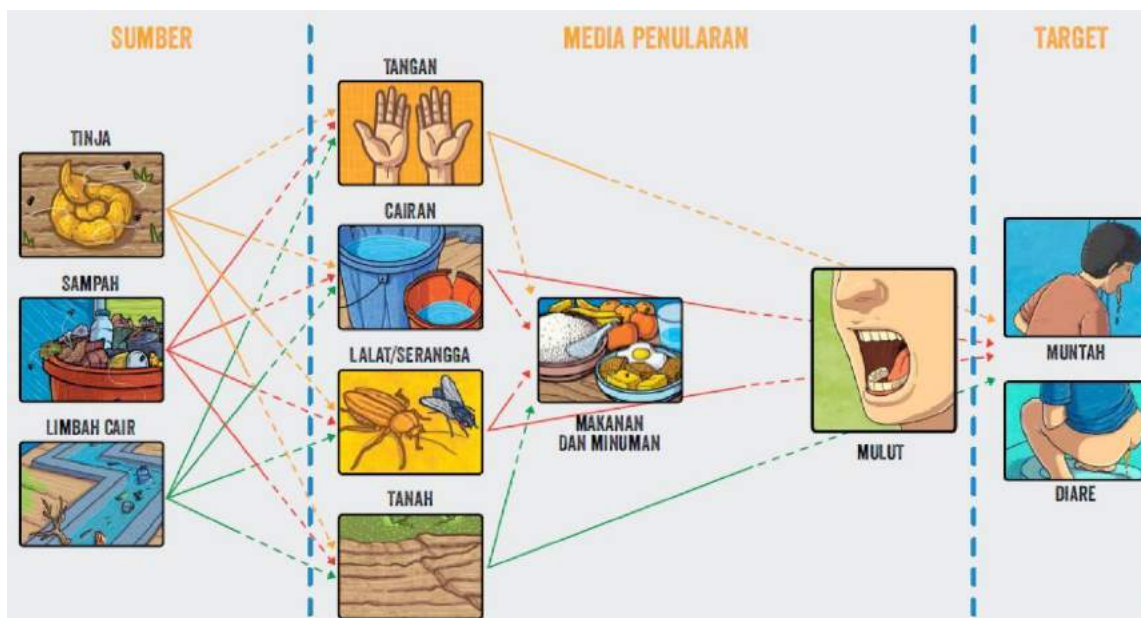 SUMBER
MEDIA PENULARAN
TARGET
TANGAN
TINJA
CAIRAN
SAMPAH
LALAT/SERANGGA
MUNTAH
LIMBAH CAIR
MAKANAN
DAN MINUMAN
MULUT
TANAH
DIARE